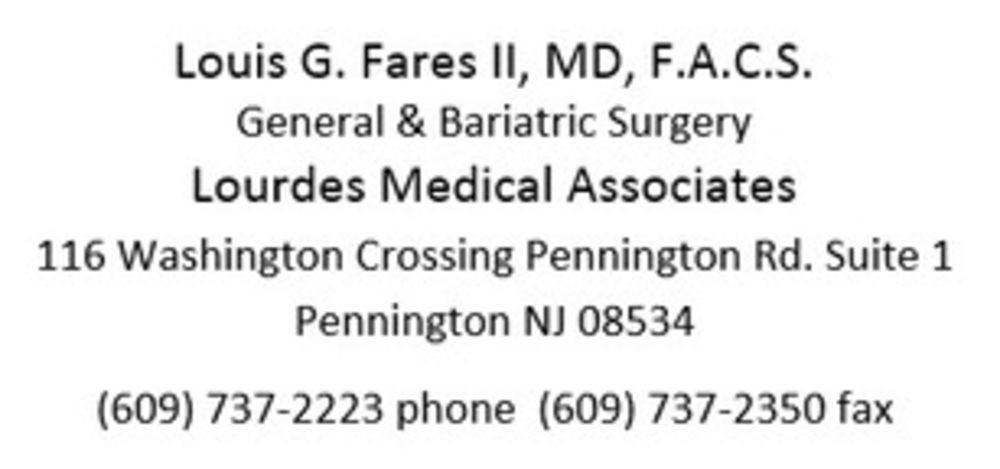 Louis G. Fares II, MD, F.A.C.S.
General & Bariatric Surgery
Lourdes Medical Associates
116 Washington Crossing Pennington Rd. Suite 1
Pennington NJ 08534
(609) 737-2223 phone (609) 737-2350 fax